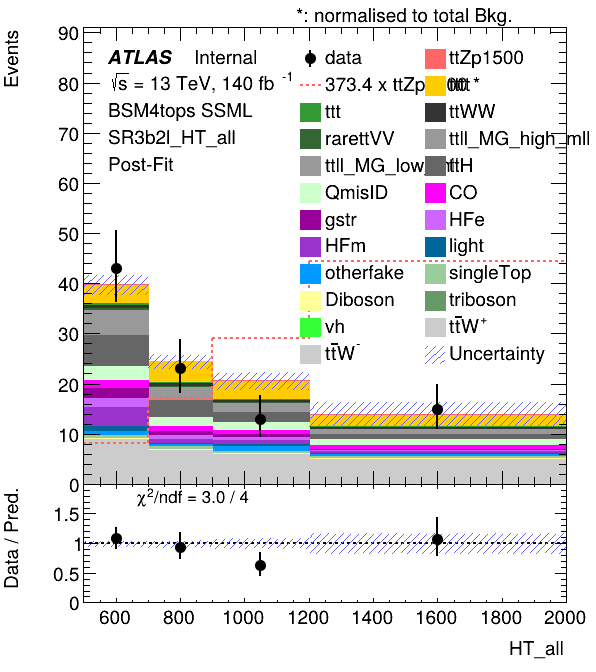 *: normalised to total Bkg.
Events
ATLAS Internal
√s = 13 TeV, 140 fb -1
BSM4tops SSML
SR3b2l_HT_all
Post-Fit
data
ttZp1500
373.4 x ttZp1500 *
tttt
ttt
ttWW
rarettVV
ttll_MG_high_mll
ttll_MG_low_mll
ttH
QmisID
CO
gstr
HFe
HFm
light
otherfake
singleTop
Diboson
triboson
vh
tt̄W+
tt̄W-
Uncertainty
90
80
70
60
50
40
30
20
10
0
χ2/ndf = 3.0 / 4
Data / Pred.
1.5
1
0.5
0
600 800 1000 1200 1400 1600 1800 2000
HT_all